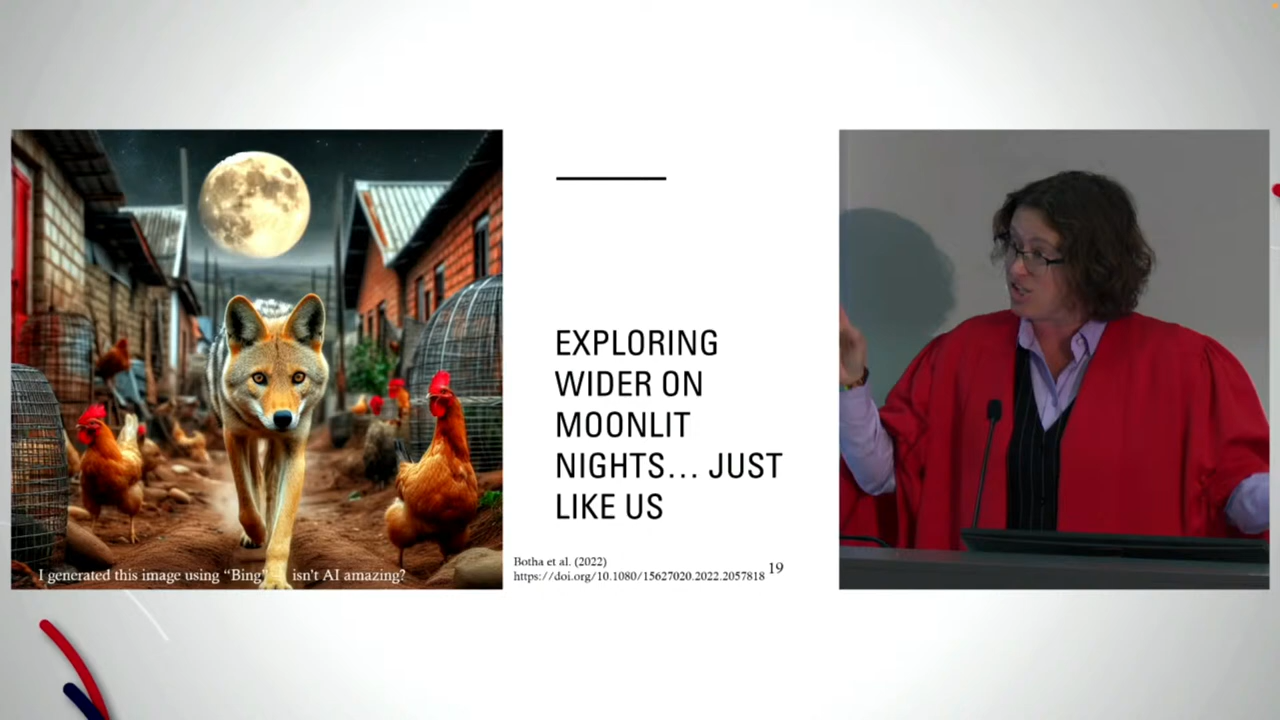 EXPLORING
WIDER ON
MOONLIT
NIGHTS... JUST
LIKE US
I generated this image using “Bing” isn't AI amazing?
Botha et al. (2022)
https://doi.org/10.1080/15627020.2022.2057818
19